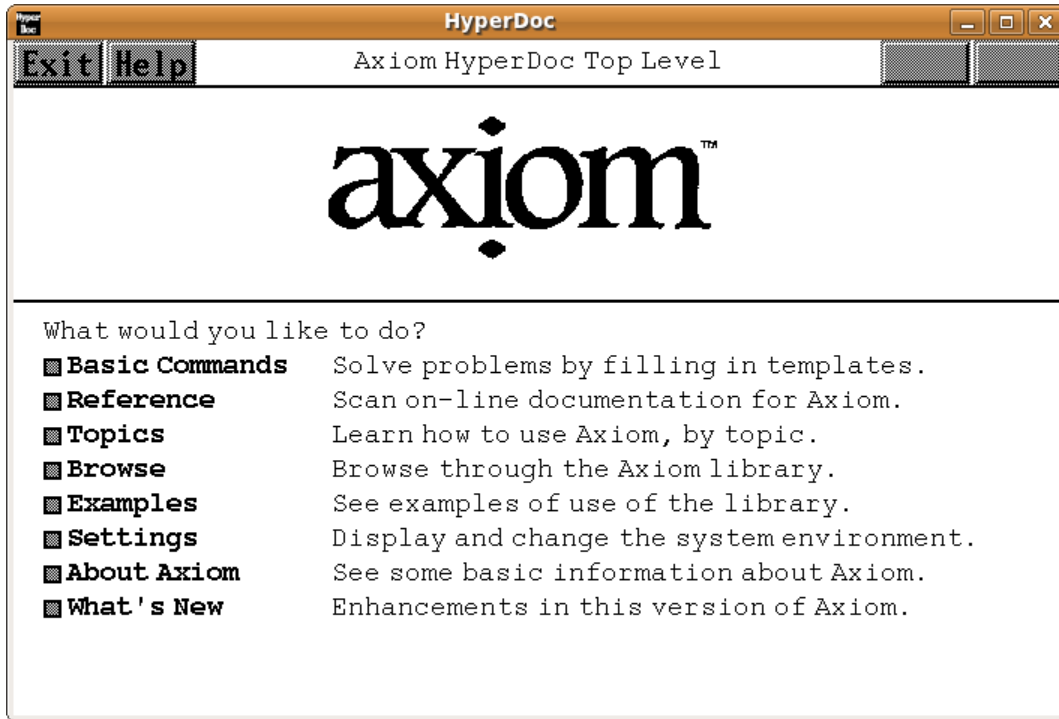 Hyper
Doc
HyperDoc
Exit Help Axiom HyperDoc Top Level
axiom™
What would you like to do?
Basic Commands Solve problems by filling in templates.
Reference Scan on-line documentation for Axiom.
Topics Learn how to use Axiom, by topic.
Browse Browse through the Axiom library.
Examples See examples of use of the library.
Settings Display and change the system environment.
About Axiom See some basic information about Axiom.
What's New Enhancements in this version of Axiom.